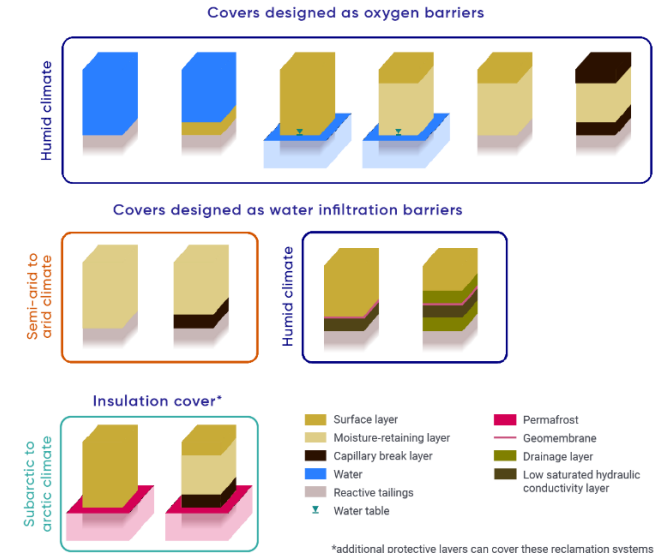 Covers designed as oxygen barriers
Humid climate
Covers designed as water infiltration barriers
Semi-arid to
arid climate
Humid climate
Insulation cover*
Subarctic to
arctic climate
Surface layer
Moisture-retaining layer
Capillary break layer
Water
Reactive tailings
Water table
Permafrost
Geomembrane
Drainage layer
Low saturated hydraulic
conductivity layer
*additional protective layers can cover these reclamation systems